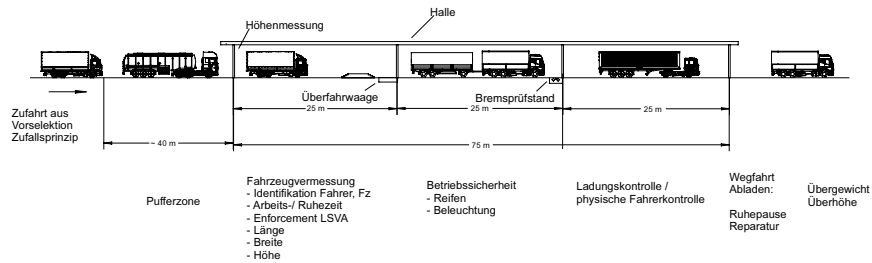 Halle
Höhenmessung
Überfahrwaage
Bremsprüfstand
Zufahrt aus
Vorselektion
Zufallsprinzip
25 m
25 m
25 m
~ 40 m
75 m
Pufferzone
Fahrzeugvermessung
- Identifikation Fahrer, Fz
- Arbeits-/ Ruhezeit
- Enforcement LSVA
- Länge
- Breite
- Höhe
Betriebssicherheit
- Reifen
- Beleuchtung
Ladungskontrolle /
physische Fahrerkontrolle
Wegfahrt
Abladen:
Ruhepause
Reparatur
Übergewicht
Überhöhe